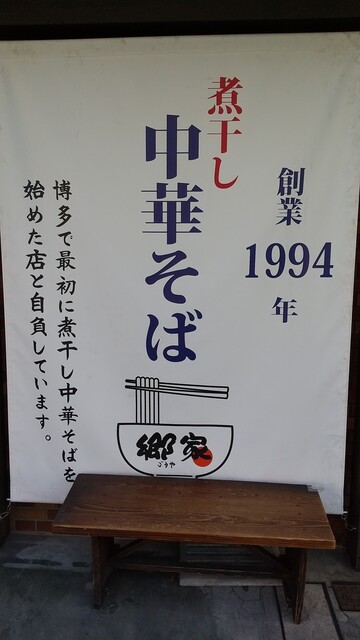 創業
1994
年
煮干し
中華そば
博多で最初に煮干し中華そばを
始めた店と自負しています。
郷家
ごうや